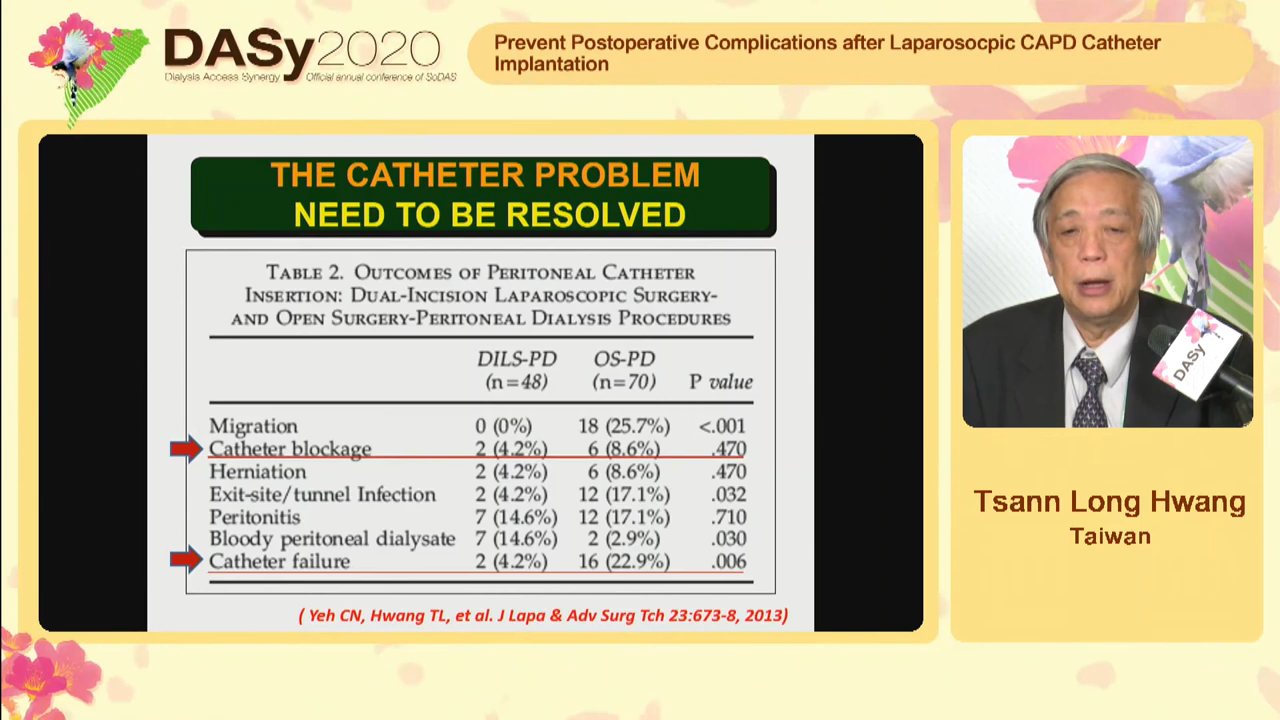 DASy2020
Dialysis Access Synergy Official annual conference of SoDAS
Prevent Postoperative Complications after Laparosocpic CAPD Catheter
Implantation
THE CATHETER PROBLEM
NEED TO BE RESOLVED
TABLE 2. OUTCOMES OF PERITONEAL CATHETER
INSERTION: DUAL-INCISION LAPAROSCOPIC SURGERY-
AND OPEN SURGERY-PERITONEAL DIALYSIS PROCEDURES
DILS-PD OS-PD
(n=48) (n=70) P value
Migration 0 (0%) 18 (25.7%) <.001
Catheter blockage 2 (4.2%) 6 (8.6%) .470
Herniation 2 (4.2%) 6 (8.6%) .470
Exit-site/tunnel Infection 2 (4.2%) 12 (17.1%) .032
Peritonitis 7 (14.6%) 12 (17.1%) .710
Bloody peritoneal dialysate 7 (14.6%) 2 (2.9%) .030
Catheter failure 2 (4.2%) 16 (22.9%) .006
( Yeh CN, Hwang TL, et al. J Lapa & Adv Surg Tch 23:673-8, 2013)
DASy
Tsann Long Hwang
Taiwan